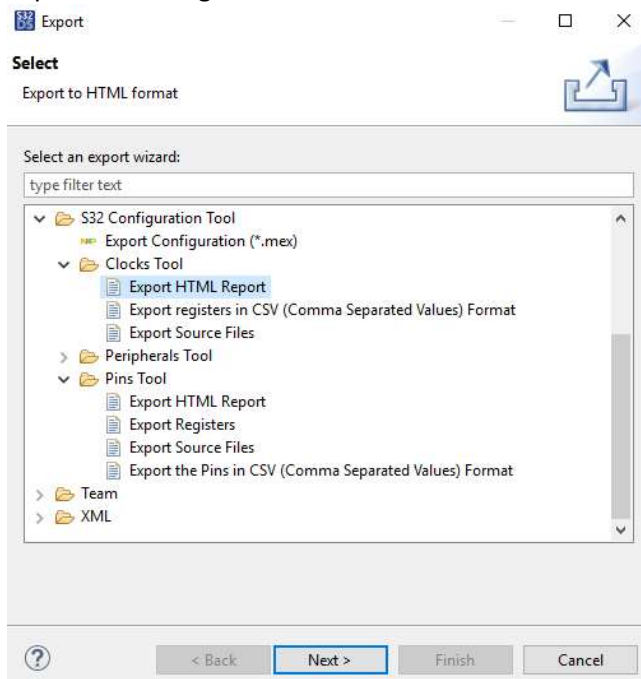 S32
DS
Export
Select
Export to HTML format
Select an export wizard:
type filter text
S32 Configuration Tool
NXP Export Configuration (*.mex)
Clocks Tool
Export HTML Report
Export registers in CSV (Comma Separated Values) Format
Export Source Files
Peripherals Tool
Pins Tool
Export HTML Report
Export Registers
Export Source Files
Export the Pins in CSV (Comma Separated Values) Format
Team
XML
?
< Back Next > Finish Cancel